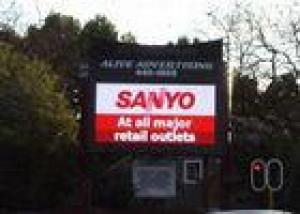 ALIVE ADVERTISING
SANYO
At all major
retail outlets